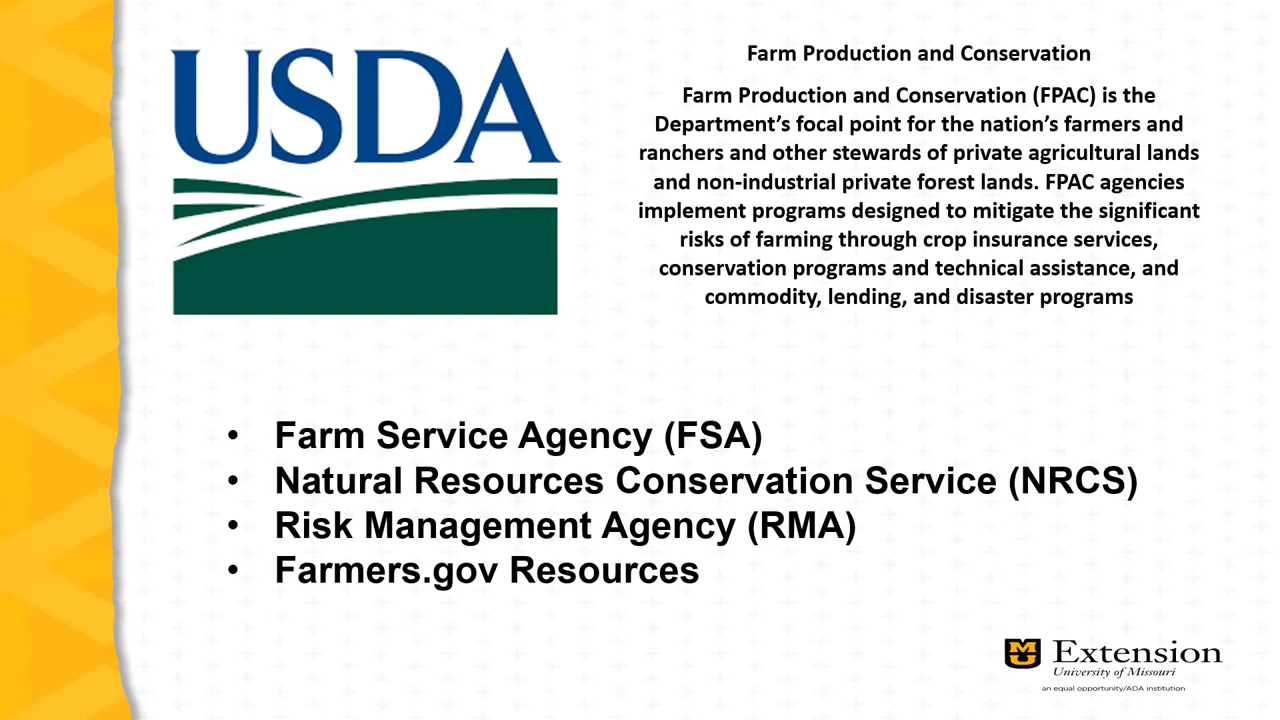 USDA
Farm Production and Conservation
Farm Production and Conservation (FPAC) is the
Department’s focal point for the nation’s farmers and
ranchers and other stewards of private agricultural lands
and non-industrial private forest lands. FPAC agencies
implement programs designed to mitigate the significant
risks of farming through crop insurance services,
conservation programs and technical assistance, and
commodity, lending, and disaster programs
• Farm Service Agency (FSA)
• Natural Resources Conservation Service (NRCS)
• Risk Management Agency (RMA)
• Farmers.gov Resources
MU Extension
University of Missouri
an equal opportunity/ADA institution